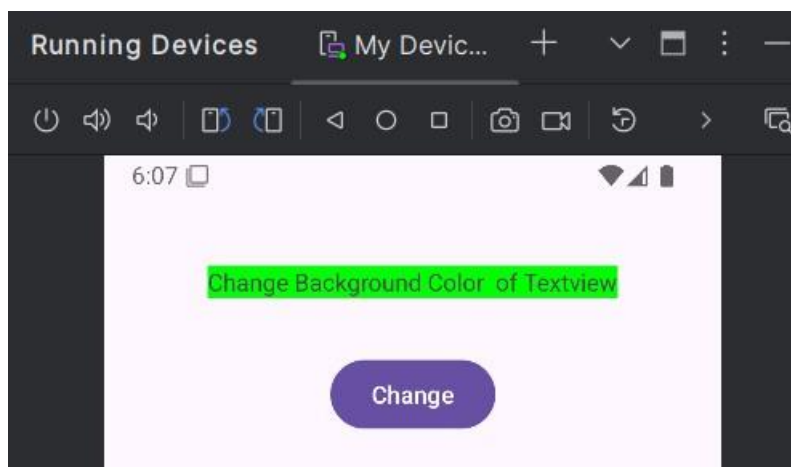 Running Devices My Devic...
6:07
Change Background Color of Textview
Change